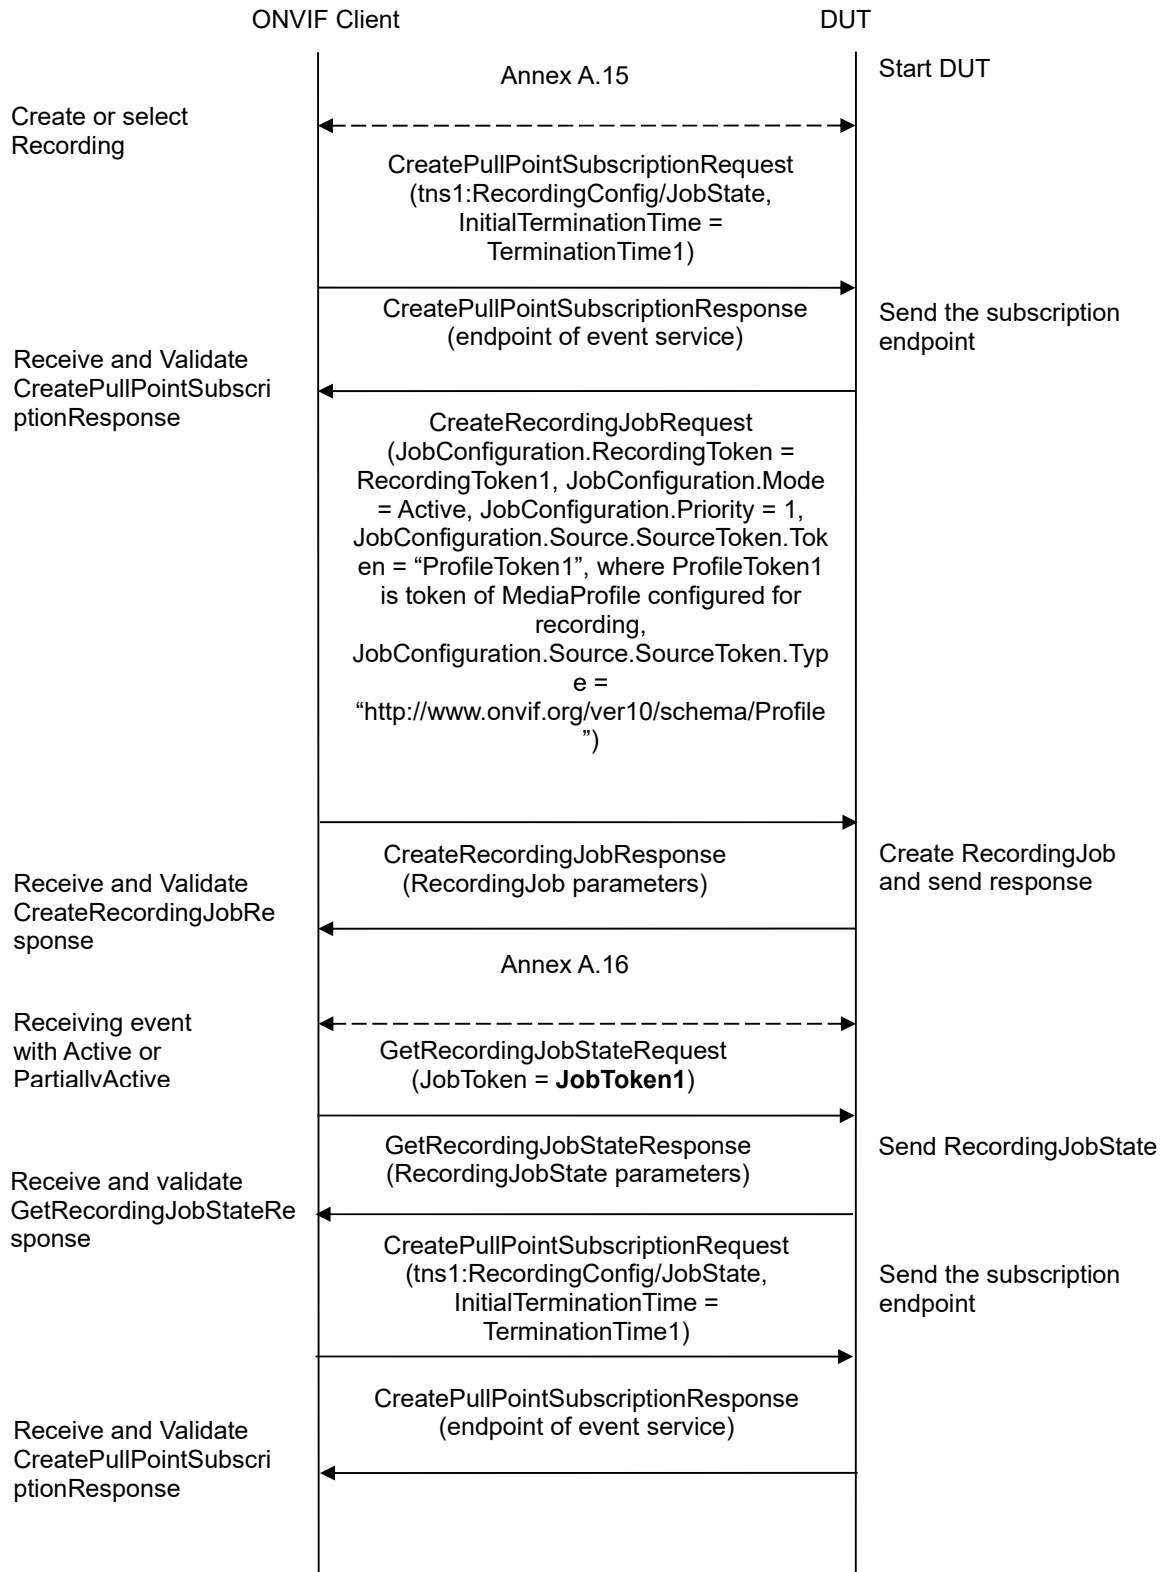 ONVIF Client
DUT
Start DUT
Annex A.15
Create or select
Recording
CreatePullPointSubscriptionRequest
(tns1:RecordingConfig/JobState,
InitialTerminationTime =
TerminationTime1)
CreatePullPointSubscriptionResponse
(endpoint of event service)
Send the subscription
endpoint
Receive and Validate
CreatePullPointSubscri
ptionResponse
CreateRecordingJobRequest
(JobConfiguration.RecordingToken =
RecordingToken1, JobConfiguration.Mode
= Active, JobConfiguration.Priority = 1,
JobConfiguration.Source.SourceToken.Tok
en = “ProfileToken1”, where ProfileToken1
is token of MediaProfile configured for
recording,
JobConfiguration.Source.SourceToken.Typ
e =
“http://www.onvif.org/ver10/schema/Profile
”)
CreateRecordingJobResponse
(RecordingJob parameters)
Create RecordingJob
and send response
Receive and Validate
CreateRecordingJobRe
sponse
Annex A.16
Receiving event
with Active or
PartiallyActive
GetRecordingJobStateRequest
(JobToken = JobToken1)
GetRecordingJobStateResponse
(RecordingJobState parameters)
Send RecordingJobState
Receive and validate
GetRecordingJobStateRe
sponse
CreatePullPointSubscriptionRequest
(tns1:RecordingConfig/JobState,
InitialTerminationTime =
TerminationTime1)
Send the subscription
endpoint
CreatePullPointSubscriptionResponse
(endpoint of event service)
Receive and Validate
CreatePullPointSubscri
ptionResponse